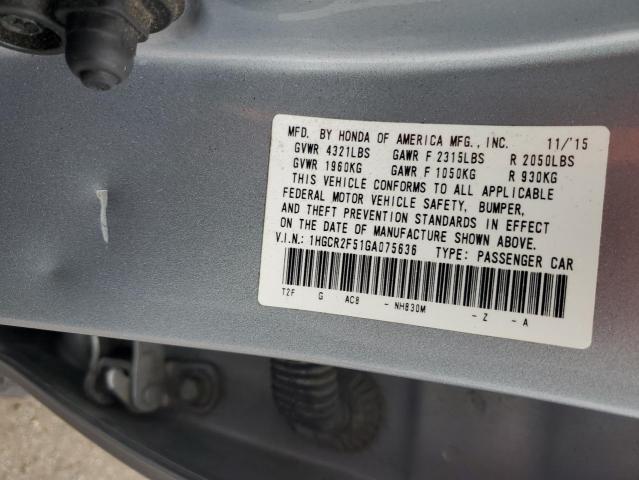 MFD. BY HONDA OF AMERICA MFG., INC. 11/'15
GVWR 4321LBS GAWR F 2315LBS R 2050LBS
GVWR 1960KG GAWR F 1050KG R 930KG
THIS VEHICLE CONFORMS TO ALL APPLICABLE
FEDERAL MOTOR VEHICLE SAFETY, BUMPER,
AND THEFT PREVENTION STANDARDS IN EFFECT
ON THE DATE OF MANUFACTURE SHOWN ABOVE.
V.I.N.: 1HGCR2F51GA075636 TYPE: PASSENGER CAR
T2F G AC8 - NH830M - Z - A